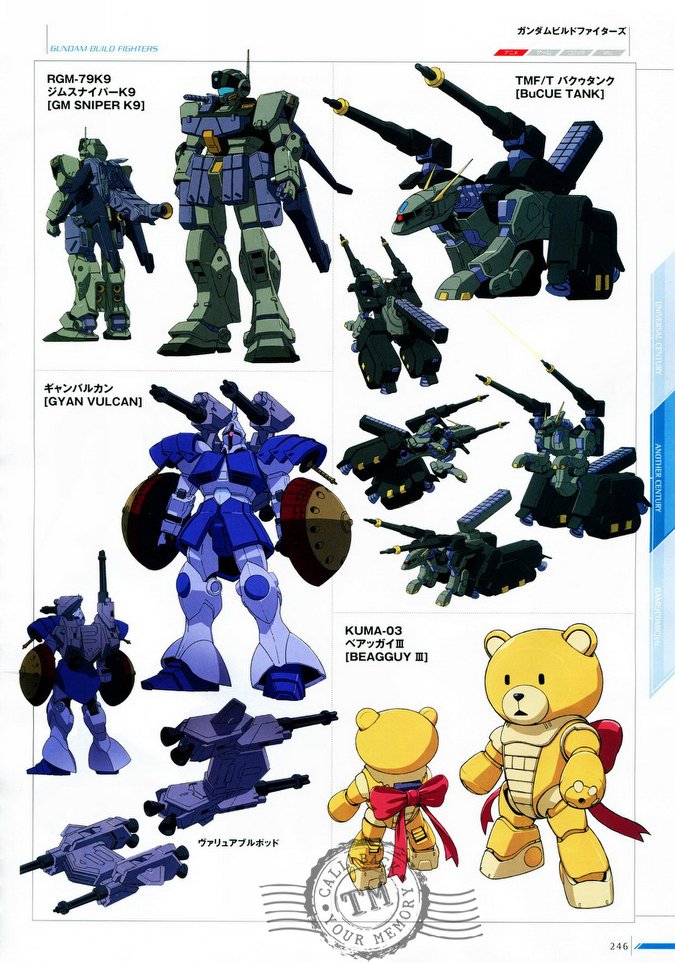 ガンダムビルドファイターズ
GUNDAM BUILD FIGHTERS
アニメ
RGM-79K9
ジムスナイパーK9
[GM SNIPER K9]
TMF/T バクゥタンク
[BuCUE TANK]
ギャンバルカン
[GYAN VULCAN]
KUMA-03
ベアッガイⅢ
[BEAGGUY Ⅲ]
ヴァリュアブルポッド
UNIVERSAL CENTURY
ANOTHER CENTURY
TM
YOUR MEMORY
246